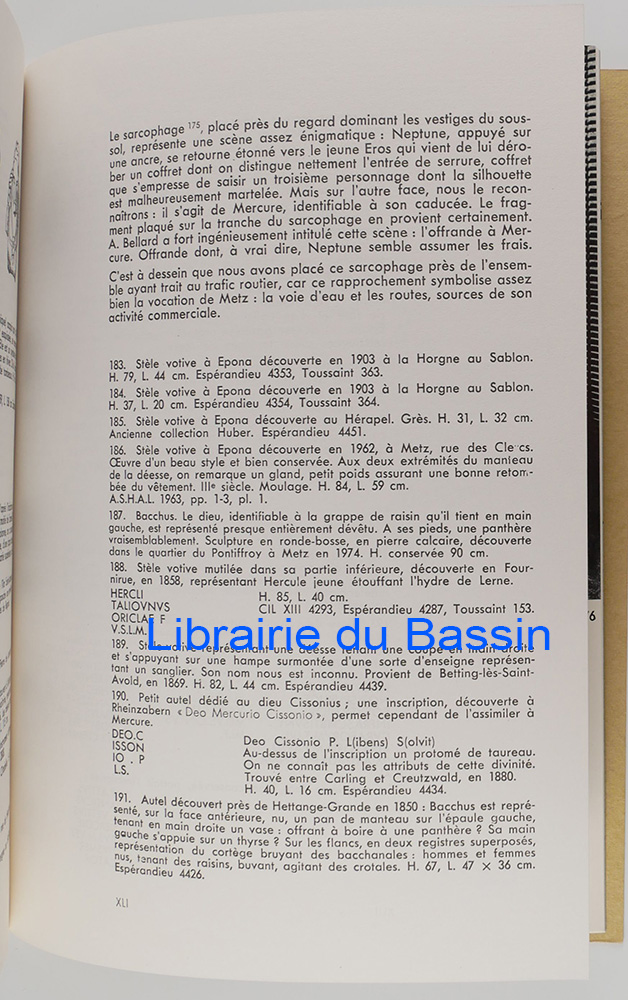 Le sarcophage 175, placé près du regard dominant les vestiges du sous-
sol, représente une scène assez énigmatique : Neptune, appuyé sur
une ancre, se retourne étonné vers le jeune Eros qui vient de lui déro-
ber un coffret dont on distingue nettement l'entrée de serrure, coffret
que s'empresse de saisir un troisième personnage dont la silhouette
est malheureusement martelée. Mais sur l'autre face, nous le recon-
naîtrons : il s'agit de Mercure, identifiable à son caducée. Le frag-
ment plaqué sur la tranche du sarcophage en provient certainement.
A. Bellard a fort ingénieusement intitulé cette scène : l'offrande à Mer-
cure. Offrande dont, à vrai dire, Neptune semble assumer les frais.
C'est à dessein que nous avons placé ce sarcophage près de l'ensem-
ble ayant trait au trafic routier, car ce rapprochement symbolise assez
bien la vocation de Metz : la voie d'eau et les routes, sources de son
activité commerciale.
183. Stèle votive à Epona découverte en 1903 à la Horgne au Sablon.
H. 79, L. 44 cm. Espérandieu 4353, Toussaint 363.
184. Stèle votive à Epona découverte en 1903 à la Horgne au Sablon.
H. 37, L. 20 cm. Espérandieu 4354, Toussaint 364.
185. Stèle votive à Epona découverte au Hérapel. Grès. H. 31, L. 32 cm.
Ancienne collection Huber. Espérandieu 4451.
186. Stèle votive à Epona découverte en 1962, à Metz, rue des Clercs.
Œuvre d'un beau style et bien conservée. Aux deux extrémités du manteau
de la déesse, on remarque un gland, petit poids assurant une bonne retom-
bée du vêtement. IIIe siècle. Moulage. H. 84, L. 59 cm.
A.S.H.A.L. 1963, pp. 1-3, pl. 1.
187. Bacchus. Le dieu, identifiable à la grappe de raisin qu'il tient en main
gauche, est représenté presque entièrement dévêtu. A ses pieds, une panthère
vraisemblablement. Sculpture en ronde-bosse, en pierre calcaire, découverte
dans le quartier du Pontiffroy à Metz en 1974. H. conservée 90 cm.
188. Stèle votive mutilée dans sa partie inférieure, découverte en Four-
nirue, en 1858, représentant Hercule jeune étouffant l'hydre de Lerne.
HERCLI H. 85, L. 40 cm.
TALIOVNVS CIL XIII 4293, Espérandieu 4287, Toussaint 153.
ORICLAE F
V.S.L.M.
Librairie du Bassin
189. Stèle votive représentant une déesse tenant une coupe en main droite
et s'appuyant sur une hampe surmontée d'une sorte d'enseigne représen-
tant un sanglier. Son nom nous est inconnu. Provient de Betting-lès-Saint-
Avold, en 1869. H. 82, L. 44 cm. Espérandieu 4439.
190. Petit autel dédié au dieu Cissonius ; une inscription, découverte à
Rheinzabern « Deo Mercurio Cissonio », permet cependant de l'assimiler à
Mercure.
DEO.C Deo Cissonio P. L(ibens) S(olvit)
ISSON Au-dessus de l'inscription un protomé de taureau.
IO . P On ne connaît pas les attributs de cette divinité.
L.S. Trouvé entre Carling et Creutzwald, en 1880.
H. 40, L. 16 cm. Espérandieu 4434.
191. Autel découvert près de Hettange-Grande en 1850 : Bacchus est repré-
senté, sur la face antérieure, nu, un pan de manteau sur l'épaule gauche,
tenant en main droite un vase : offrant à boire à une panthère ? Sa main
gauche s'appuie sur un thyrse ? Sur les flancs, en deux registres superposés,
représentation du cortège bruyant des bacchanales : hommes et femmes
nus, tenant des raisins, buvant, agitant des crotales. H. 67, L. 47 × 36 cm.
Espérandieu 4426.
XLI